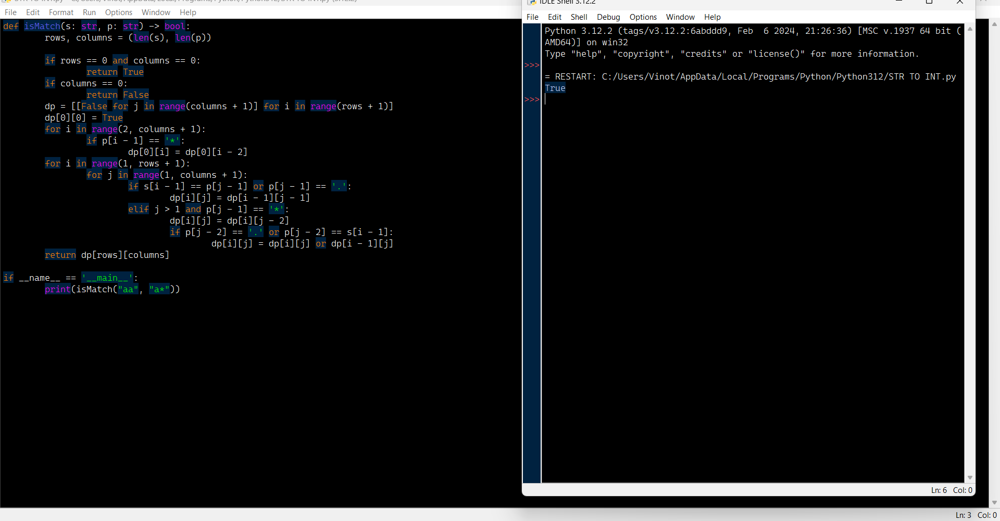 File Edit Format Run Options Window Help
def isMatch(s: str, p: str) -> bool:
        rows, columns = (len(s), len(p))
        if rows == 0 and columns == 0:
                return True
        if columns == 0:
                return False
        dp = [[False for j in range(columns + 1)] for i in range(rows + 1)]
        dp[0][0] = True
        for i in range(2, columns + 1):
                if p[i - 1] == '*':
                        dp[0][i] = dp[0][i - 2]
        for i in range(1, rows + 1):
                for j in range(1, columns + 1):
                        if s[i - 1] == p[j - 1] or p[j - 1] == '.':
                                dp[i][j] = dp[i - 1][j - 1]
                        elif j > 1 and p[j - 1] == '*':
                                dp[i][j] = dp[i][j - 2]
                                if p[j - 2] == '.' or p[j - 2] == s[i - 1]:
                                        dp[i][j] = dp[i][j] or dp[i - 1][j]
        return dp[rows][columns]
if __name__ == '__main__':
        print(isMatch("aa", "a*"))
Ln: 3 Col: 0
IDLE Shell 3.12.2
File Edit Shell Debug Options Window Help
Python 3.12.2 (tags/v3.12.2:6abddd9, Feb  6 2024, 21:26:36) [MSC v.1937 64 bit (
AMD64)] on win32
Type "help", "copyright", "credits" or "license()" for more information.
>>>
= RESTART: C:/Users/Vinot/AppData/Local/Programs/Python/Python312/STR TO INT.py
True
>>>
Ln: 6 Col: 0